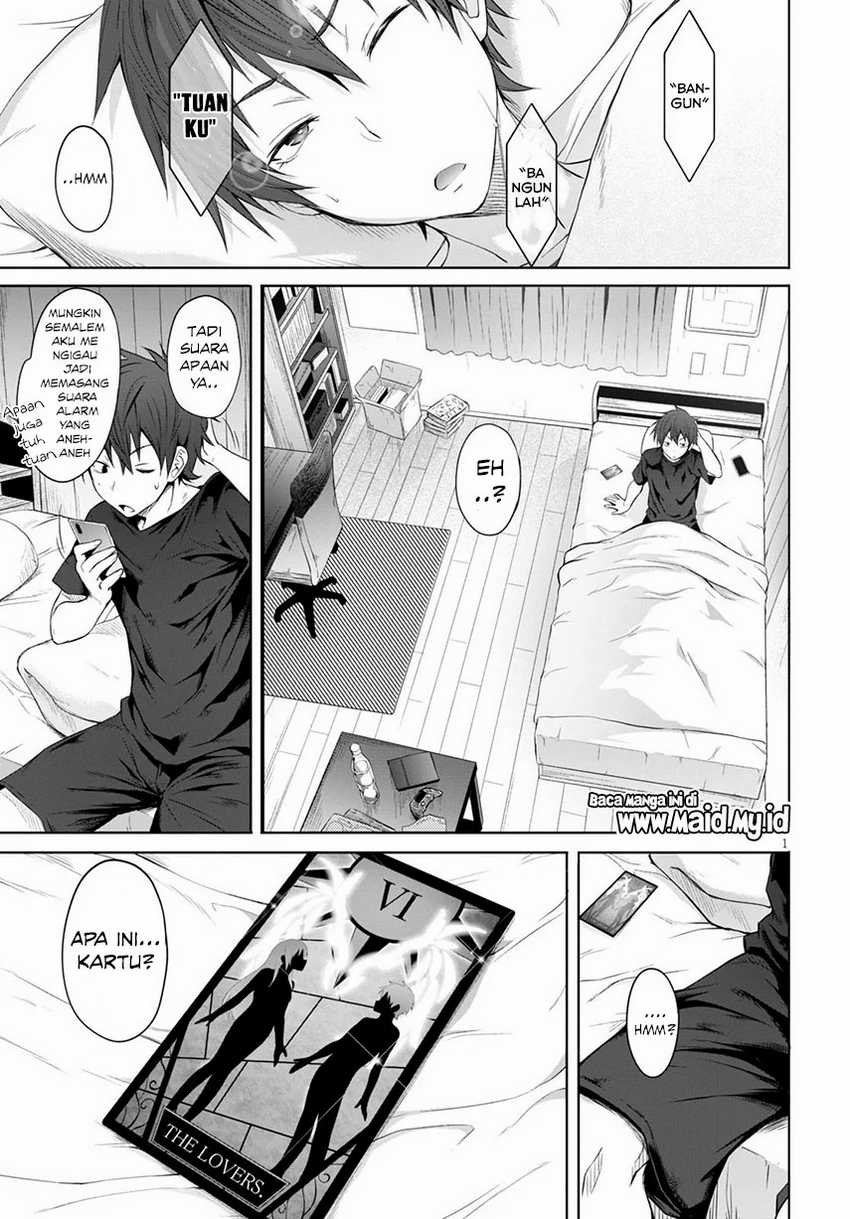 "BAN-
GUN"
"BA
NGUN
LAH"
"TUAN
KU"
..HMM
EH
..?
TADI
SUARA
APAAN
YA..
MUNGKIN
SEMALEM
AKU ME
NGIGAU
JADI
MEMASANG
SUARA
ALARM
YANG
ANEH-
ANEH
Apaan
juga
tuh
tuan
Baca Manga ini di
www.Maid.My.id
1
....
HMM?
APA INI...
KARTU?
VI
THE LOVERS.